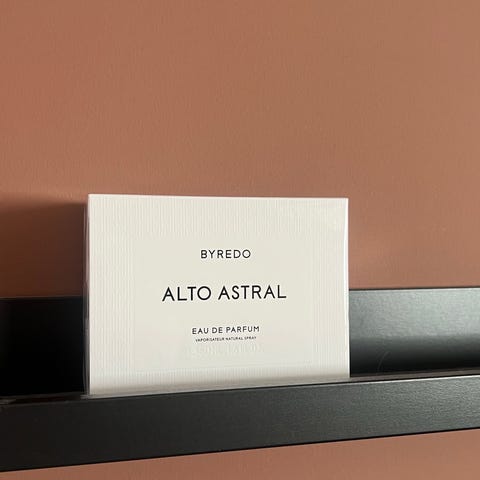 BYREDO
ALTO ASTRAL
EAU DE PARFUM
VAPORISATEUR NATURAL SPRAY